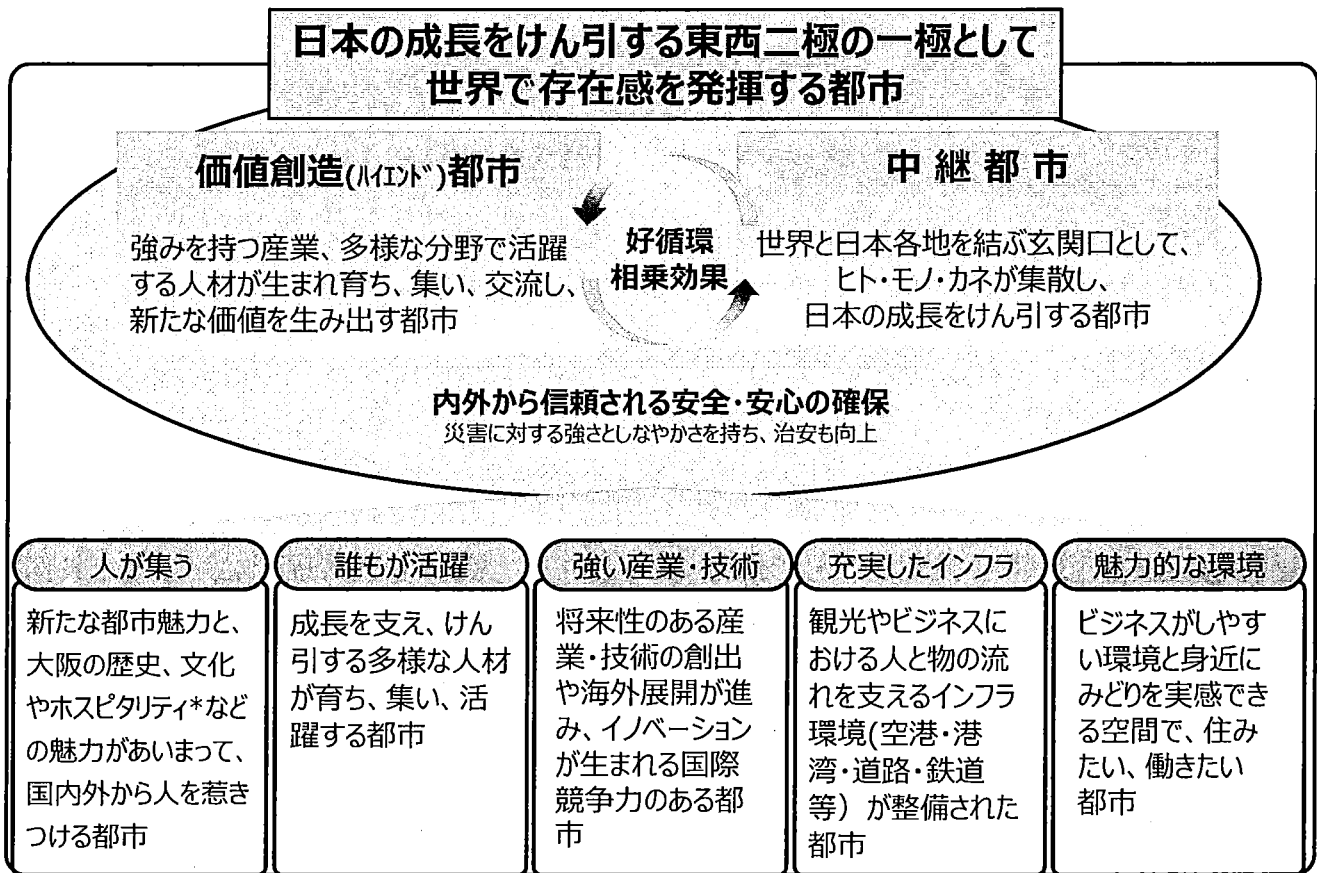 日本の成長をけん引する東西二極の一極として
世界で存在感を発揮する都市
価値創造(ﾊｲｴﾝﾄﾞ)都市
強みを持つ産業、多様な分野で活躍
する人材が生まれ育ち、集い、交流し、
新たな価値を生み出す都市
好循環
相乗効果
中継都市
世界と日本各地を結ぶ玄関口として、
ヒト・モノ・カネが集散し、
日本の成長をけん引する都市
内外から信頼される安全・安心の確保
災害に対する強さとしなやかさを持ち、治安も向上
人が集う
新たな都市魅力と、
大阪の歴史、文化
やホスピタリティ*など
の魅力があいまって、
国内外から人を惹き
つける都市
誰もが活躍
成長を支え、けん
引する多様な人材
が育ち、集い、活
躍する都市
強い産業・技術
将来性のある産
業・技術の創出
や海外展開が進
み、イノベーション
が生まれる国際
競争力のある都
市
充実したインフラ
観光やビジネスに
おける人と物の流
れを支えるインフラ
環境(空港・港
湾・道路・鉄道
等）が整備された
都市
魅力的な環境
ビジネスがしやす
い環境と身近に
みどりを実感でき
る空間で、住み
たい、働きたい
都市